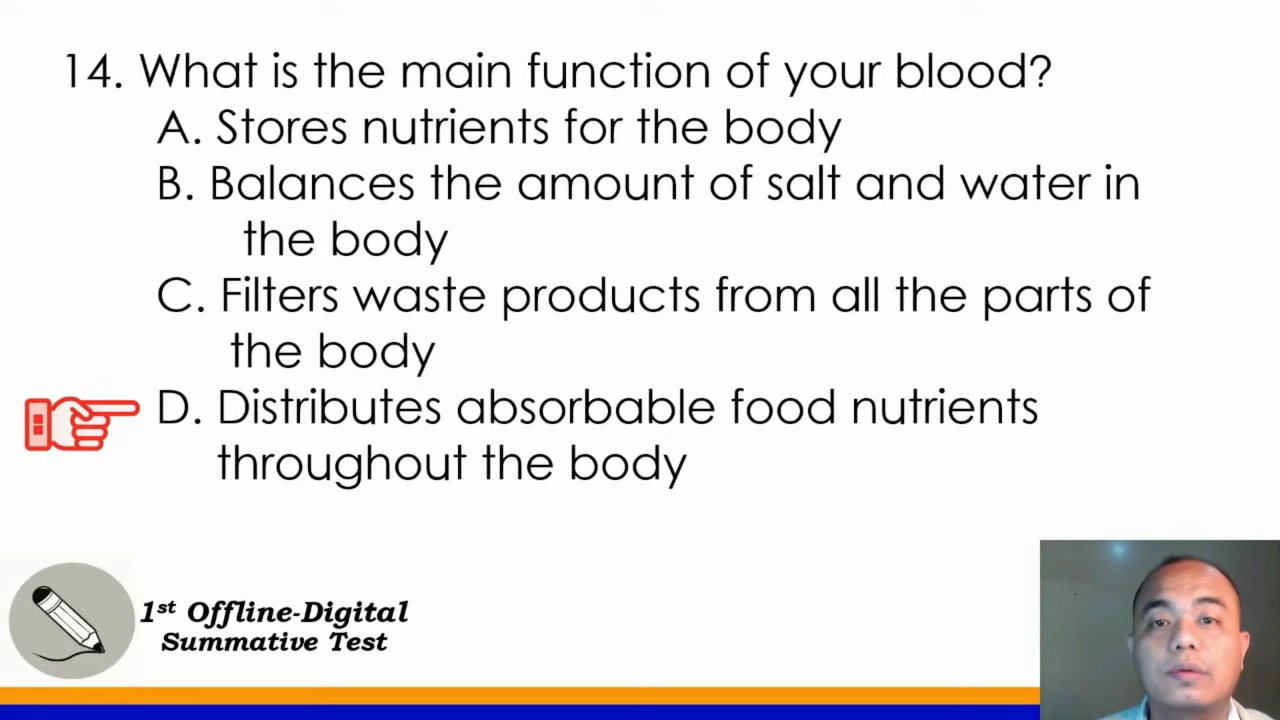 14. What is the main function of your blood?
A. Stores nutrients for the body
B. Balances the amount of salt and water in
the body
C. Filters waste products from all the parts of
the body
D. Distributes absorbable food nutrients
throughout the body
1st Offline-Digital
Summative Test